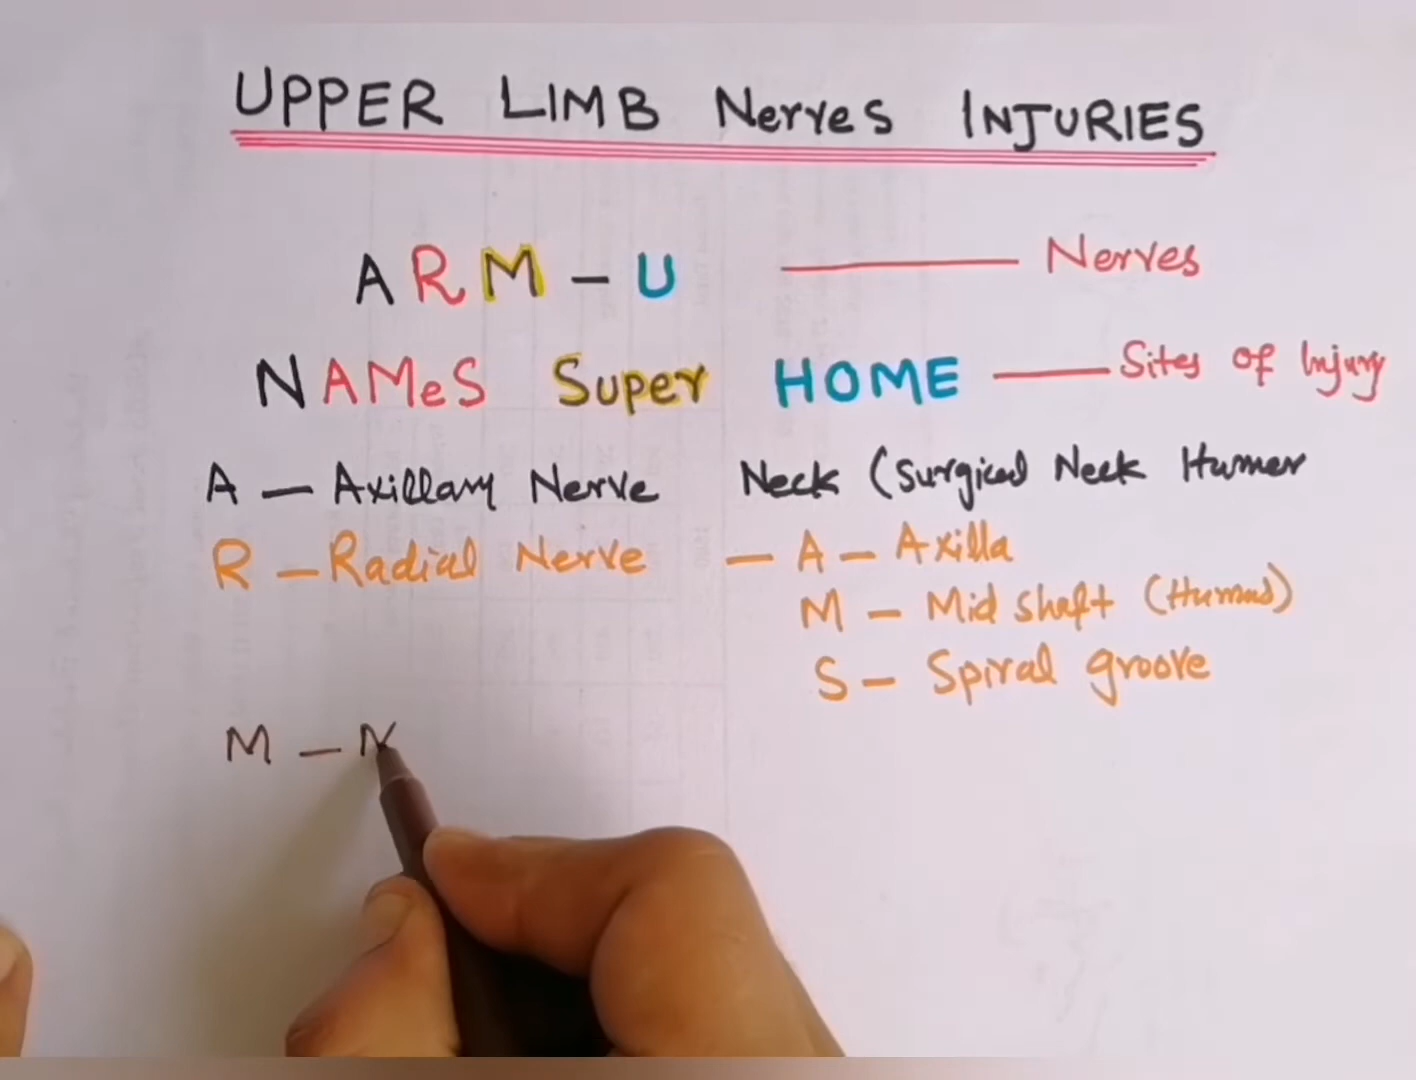 UPPER LIMB Nerves INJURIES
ARM - U — Nerves
NAMeS Super HOME — Sites of Injury
A — Axillary Nerve Neck (Surgical Neck Humer
R — Radial Nerve — A — Axilla
M — Mid shaft (Humrus)
S — Spiral groove
M —